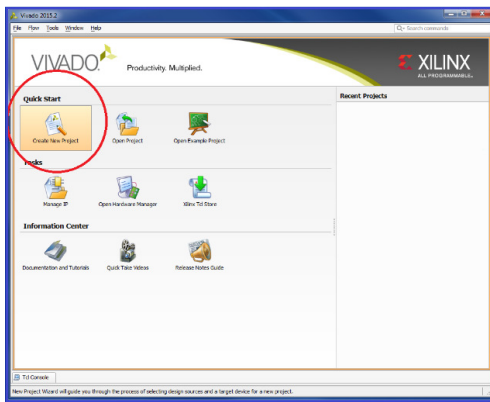 Vivado 2015.2
File Flow Tools Window Help
Q- Search commands
VIVADO. Productivity. Multiplied.
XILINX
ALL PROGRAMMABLE.
Quick Start
Recent Projects
Create New Project Open Project Open Example Project
Tasks
Manage IP Open Hardware Manager Xilinx Tcl Store
Information Center
Documentation and Tutorials Quick Take Videos Release Notes Guide
Tcl Console
New Project Wizard will guide you through the process of selecting design sources and a target device for a new project.